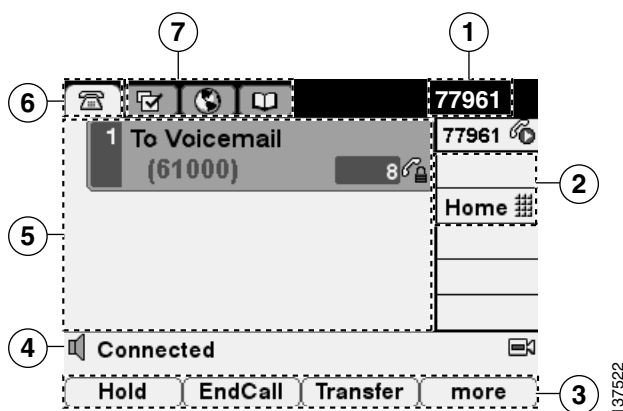 7
1
6
77961
1 To Voicemail
77961
(61000)
8
2
Home
5
4
Connected
Hold
EndCall
Transfer
more
3
137522